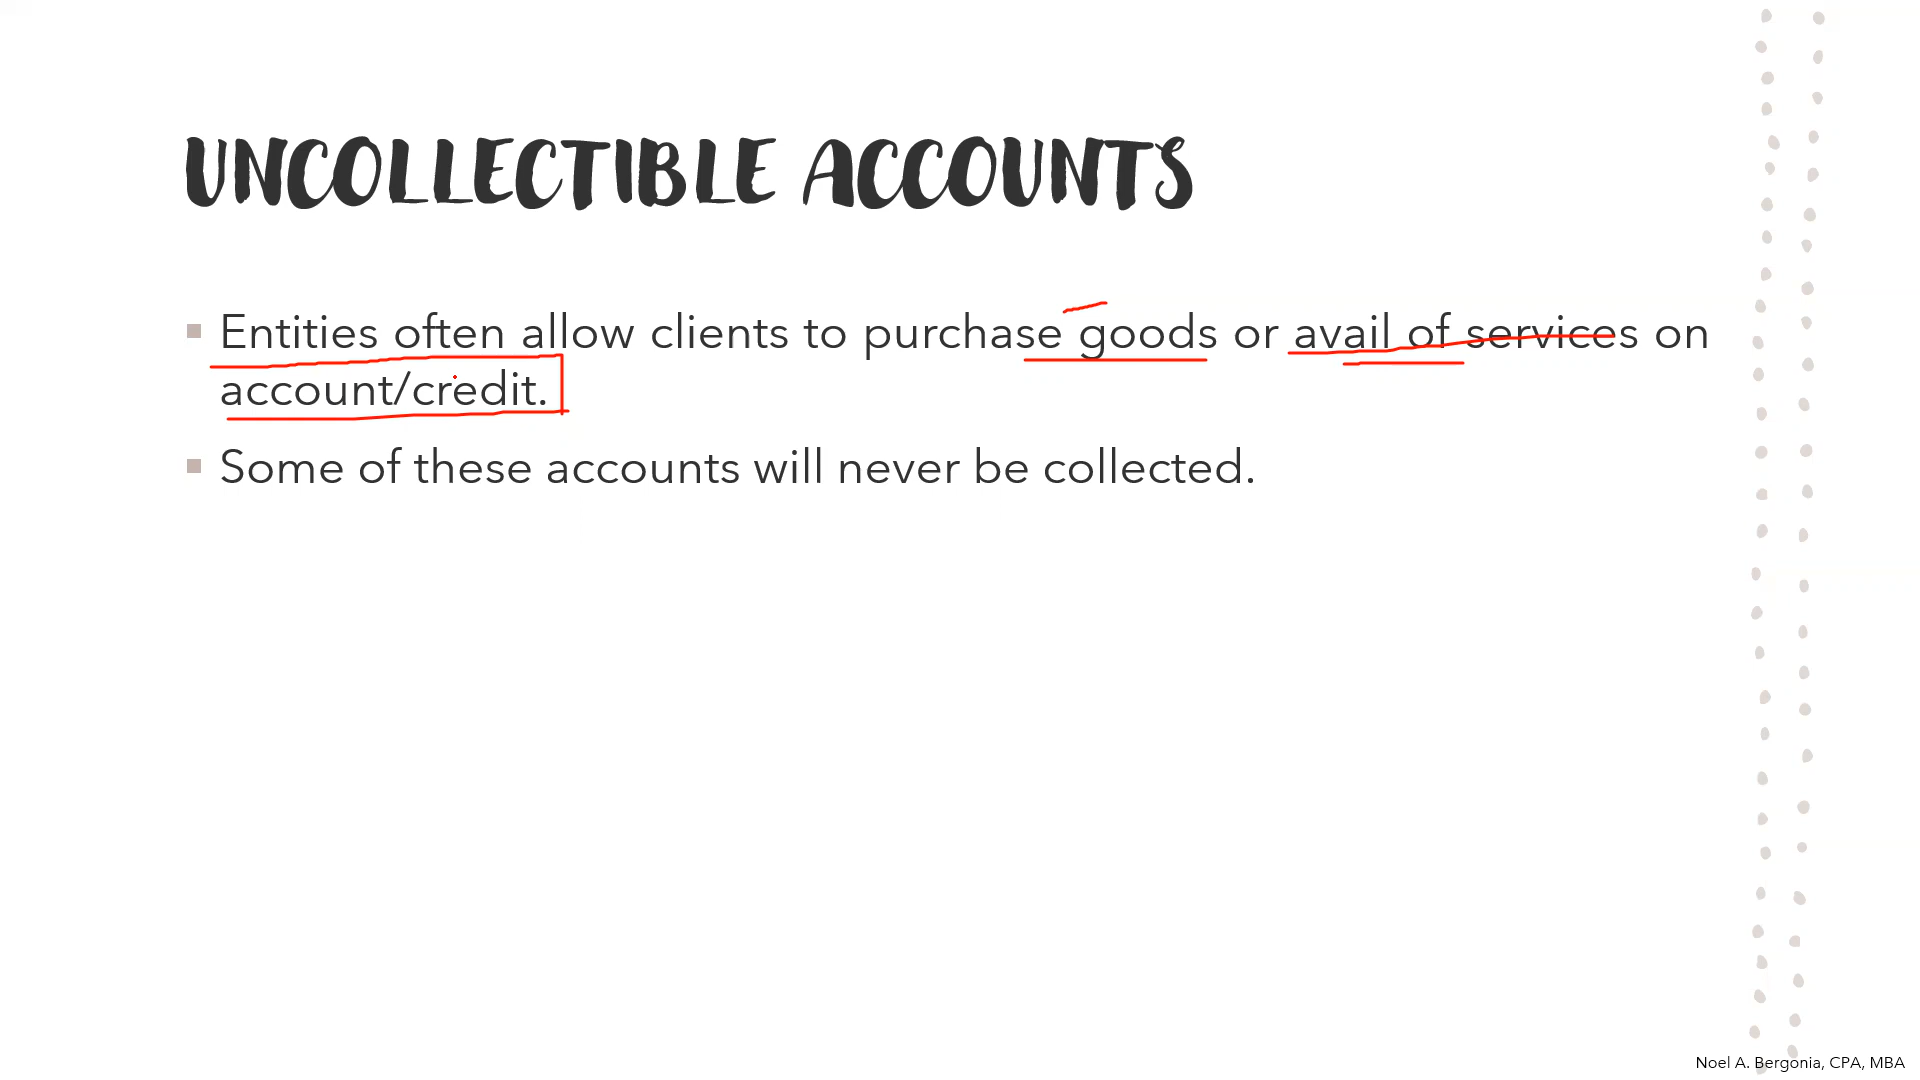 UNCOLLECTIBLE ACCOUNTS
Entities often allow clients to purchase goods or avail of services on
account/credit.
Some of these accounts will never be collected.
Noel A. Bergonia, CPA, MBA